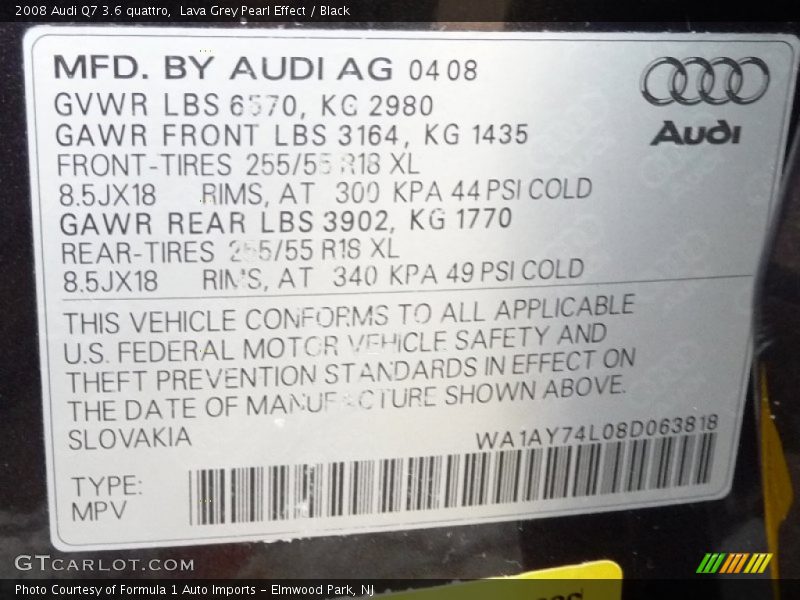 2008 Audi Q7 3.6 quattro,  Lava Grey Pearl Effect / Black
MFD. BY AUDI AG 0408
GVWR LBS 6570, KG 2980
GAWR FRONT LBS 3164, KG 1435
FRONT-TIRES 255/55 R18 XL
8.5JX18 RIMS, AT 300 KPA 44 PSI COLD
GAWR REAR LBS 3902, KG 1770
REAR-TIRES 255/55 R18 XL
8.5JX18 RIMS, AT 340 KPA 49 PSI COLD
Audi
THIS VEHICLE CONFORMS TO ALL APPLICABLE
U.S. FEDERAL MOTOR VEHICLE SAFETY AND
THEFT PREVENTION STANDARDS IN EFFECT ON
THE DATE OF MANUFACTURE SHOWN ABOVE.
SLOVAKIA WA1AY74L08D063818
TYPE:
MPV
GTCARLOT.COM
Photo Courtesy of Formula 1 Auto Imports – Elmwood Park, NJ